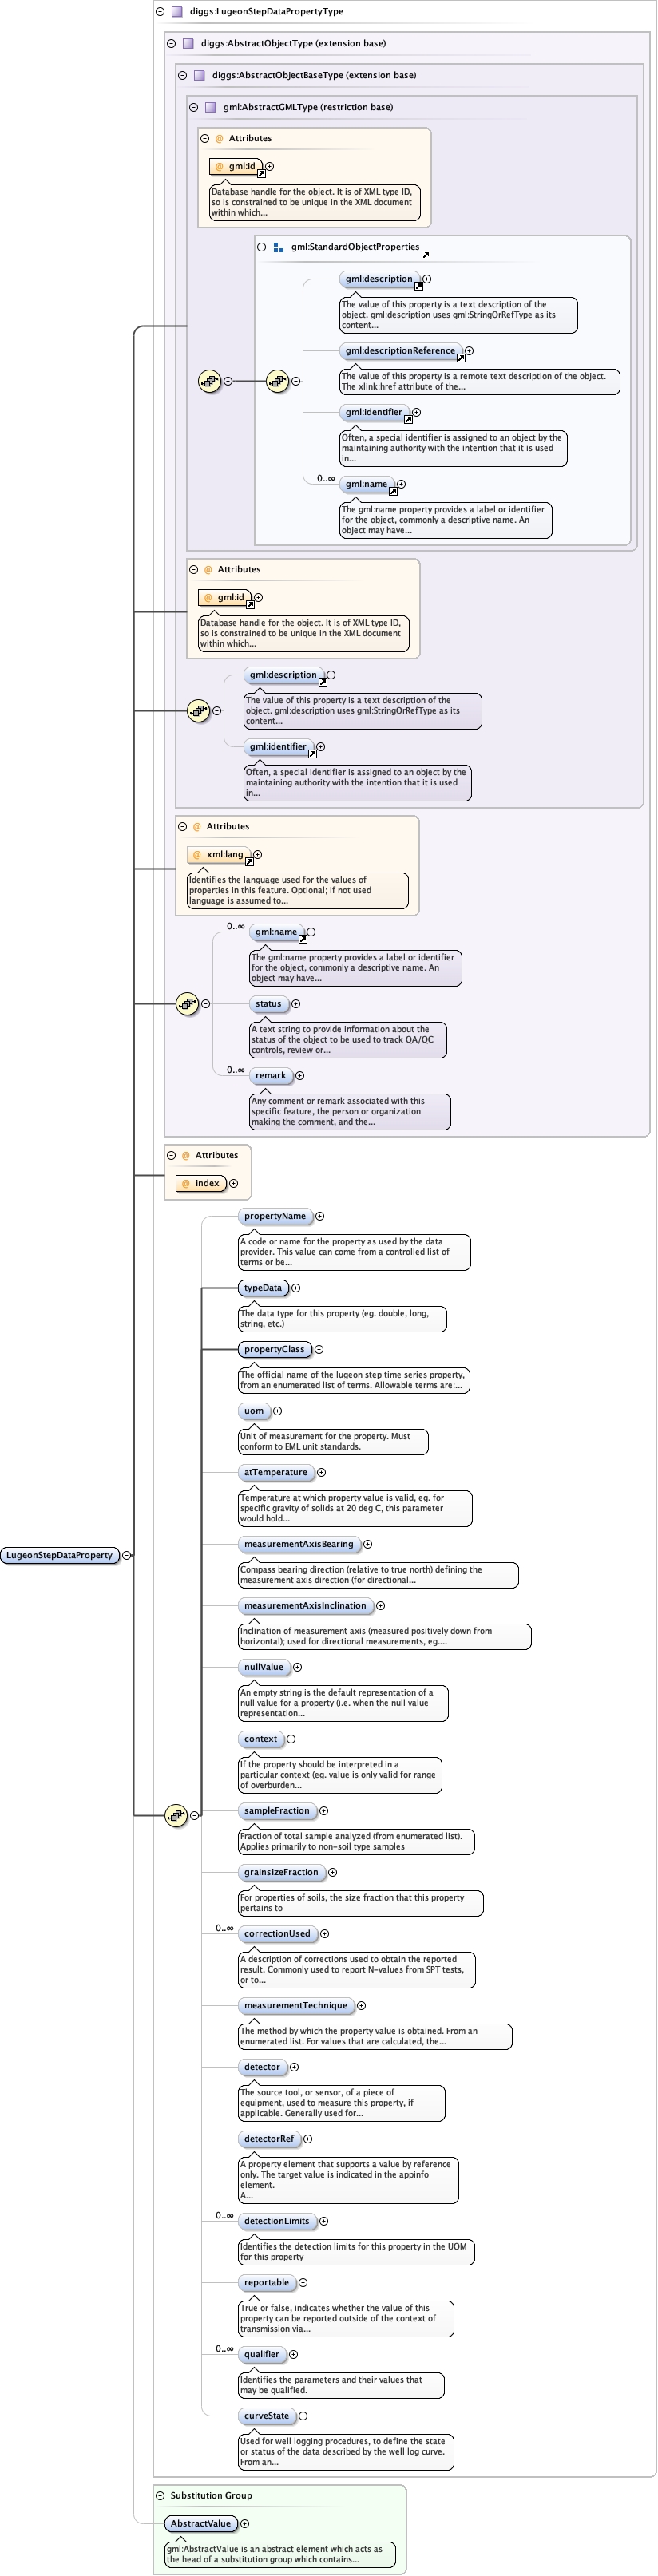 diggs:LugeonStepDataPropertyType
diggs:AbstractObjectType (extension base)
diggs:AbstractObjectBaseType (extension base)
gml:AbstractGMLType (restriction base)
@ Attributes
@ gml:id
Database handle for the object. It is of XML type ID,
so is constrained to be unique in the XML document
within which...
gml:StandardObjectProperties
gml:description
The value of this property is a text description of the
object. gml:description uses gml:StringOrRefType as its
content...
gml:descriptionReference
The value of this property is a remote text description of the object.
The xlink:href attribute of the...
gml:identifier
Often, a special identifier is assigned to an object by the
maintaining authority with the intention that it is used
in...
0..∞
gml:name
The gml:name property provides a label or identifier
for the object, commonly a descriptive name. An
object may have...
@ Attributes
@ gml:id
Database handle for the object. It is of XML type ID,
so is constrained to be unique in the XML document
within which...
gml:description
The value of this property is a text description of the
object. gml:description uses gml:StringOrRefType as its
content...
gml:identifier
Often, a special identifier is assigned to an object by the
maintaining authority with the intention that it is used
in...
@ Attributes
@ xml:lang
Identifies the language used for the values of
properties in this feature. Optional; if not used
language is assumed to...
0..∞
gml:name
The gml:name property provides a label or identifier
for the object, commonly a descriptive name. An
object may have...
status
A text string to provide information about the
status of the object to be used to track QA/QC
controls, review or...
0..∞
remark
Any comment or remark associated with this
specific feature, the person or organization
making the comment, and the...
@ Attributes
@ index
propertyName
A code or name for the property as used by the data
provider. This value can come from a controlled list of
terms or be...
typeData
The data type for this property (eg. double, long,
string, etc.)
propertyClass
The official name of the lugeon step time series property,
from an enumerated list of terms. Allowable terms are:...
uom
Unit of measurement for the property. Must
conform to EML unit standards.
atTemperature
Temperature at which property value is valid, eg. for
specific gravity of solids at 20 deg C, this parameter
would hold...
measurementAxisBearing
Compass bearing direction (relative to true north) defining the
measurement axis direction (for directional...
measurementAxisInclination
Inclination of measurement axis (measured positively down from
horizontal); used for directional measurements, eg....
LugeonStepDataProperty
nullValue
An empty string is the default representation of a
null value for a property (i.e. when the null value
representation...
context
If the property should be interpreted in a
particular context (eg. value is only valid for range
of overburden...
sampleFraction
Fraction of total sample analyzed (from enumerated list).
Applies primarily to non-soil type samples
grainsizeFraction
For properties of soils, the size fraction that this property
pertains to
0..∞
correctionUsed
A description of corrections used to obtain the reported
result. Commonly used to report N-values from SPT tests,
or to...
measurementTechnique
The method by which the property value is obtained. From an
enumerated list. For values that are calculated, the...
detector
The source tool, or sensor, of a piece of
equipment, used to measure this property, if
applicable. Generally used for...
detectorRef
A property element that supports a value by reference
only. The target value is indicated in the appinfo
element.
A...
0..∞
detectionLimits
Identifies the detection limits for this property in the UOM
for this property
reportable
True or false, indicates whether the value of this
property can be reported outside of the context of
transmission via...
0..∞
qualifier
Identifies the parameters and their values that
may be qualified.
curveState
Used for well logging procedures, to define the state
or status of the data described by the well log curve.
From an...
Substitution Group
AbstractValue
gml:AbstractValue is an abstract element which acts as
the head of a substitution group which contains...